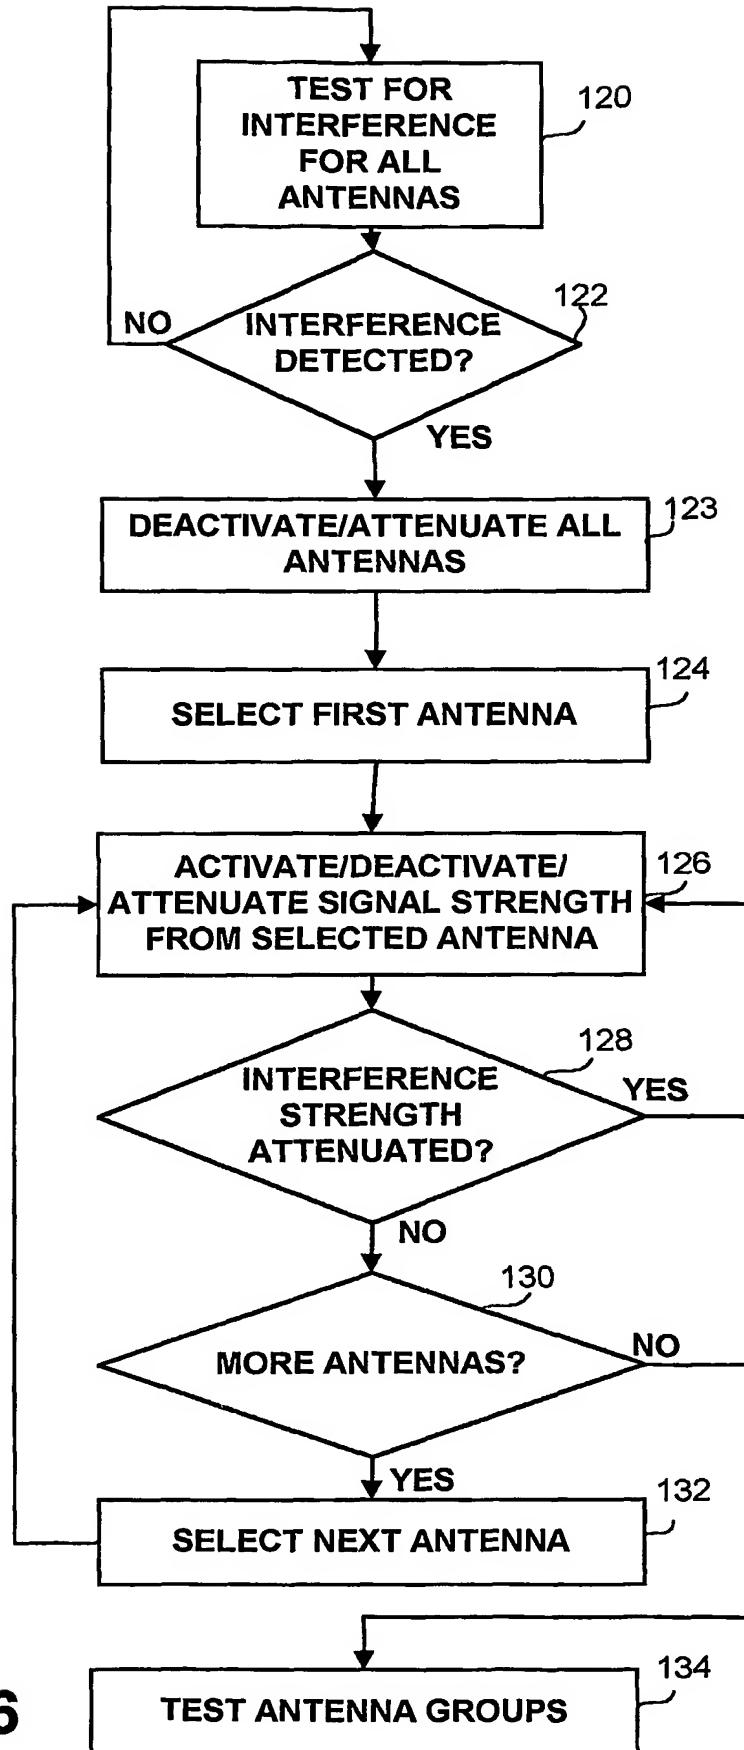 TEST FOR
INTERFERENCE
FOR ALL
ANTENNAS
120
INTERFERENCE
DETECTED?
122
NO
YES
DEACTIVATE/ATTENUATE ALL
ANTENNAS
123
SELECT FIRST ANTENNA
124
ACTIVATE/DEACTIVATE/
ATTENUATE SIGNAL STRENGTH
FROM SELECTED ANTENNA
126
INTERFERENCE
STRENGTH
ATTENUATED?
128
YES
NO
MORE ANTENNAS?
130
NO
YES
SELECT NEXT ANTENNA
132
TEST ANTENNA GROUPS
134
6